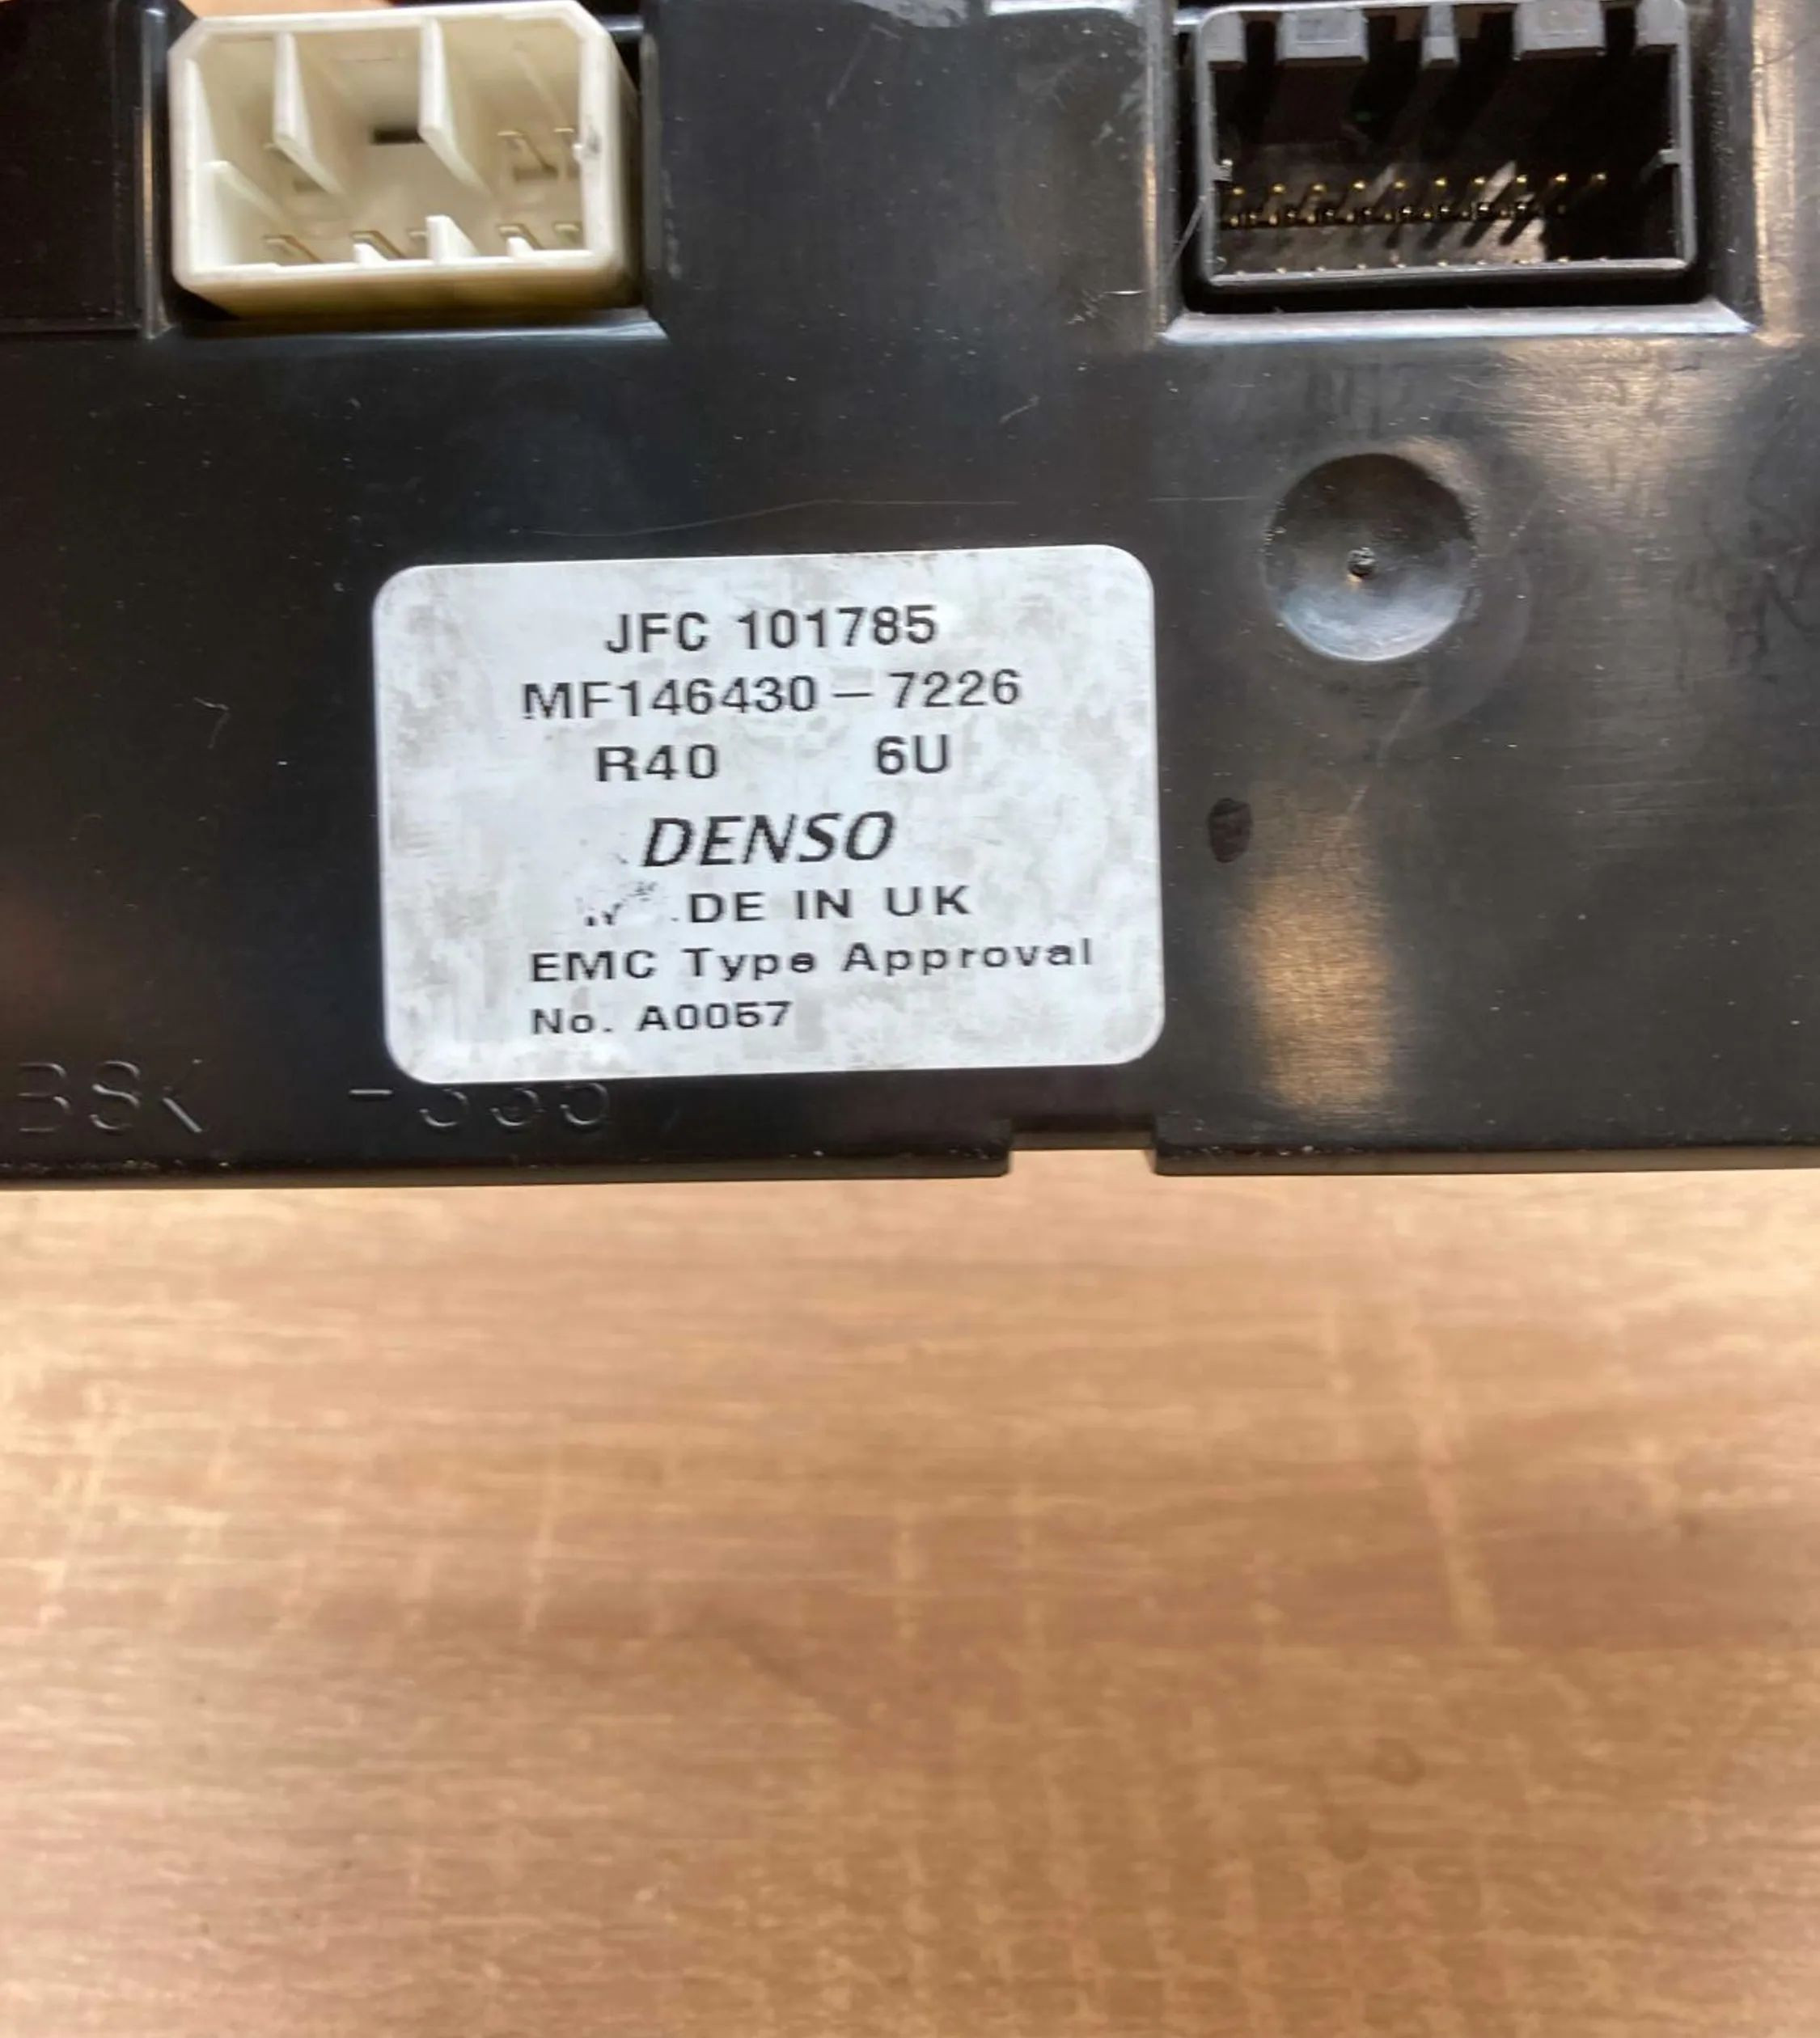 JFC 101785
MF146430-7226
R40 6U
DENSO
DE IN UK
EMC Type Approval
No. A0057